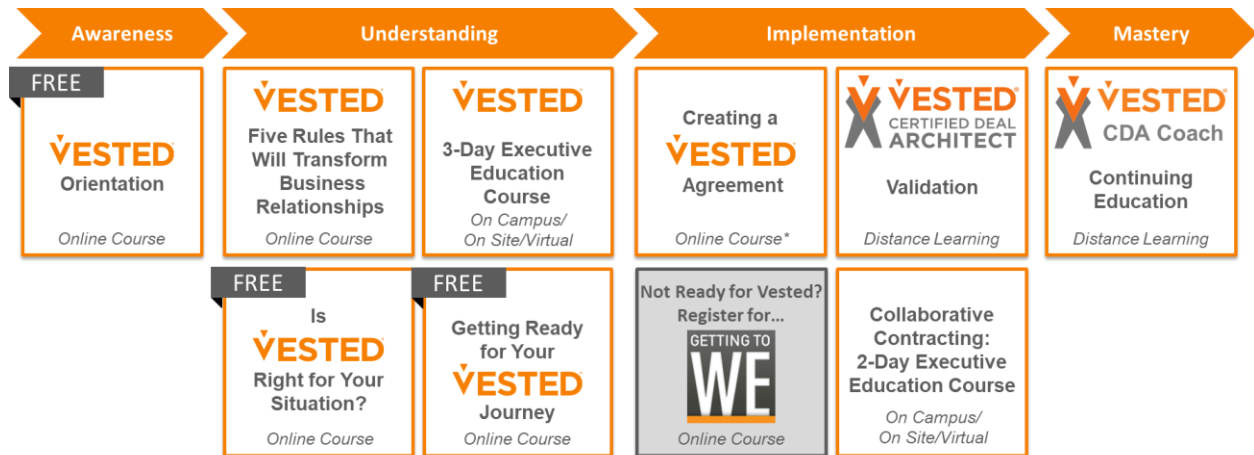 Awareness
Understanding
Implementation
Mastery
FREE
VESTED
Orientation
Online Course
VESTED®
Five Rules That
Will Transform
Business
Relationships
Online Course
VESTED®
3-Day Executive
Education
Course
On Campus/
On Site/Virtual
Creating a
VESTED®
Agreement
Online Course*
VESTED®
CERTIFIED DEAL
ARCHITECT
Validation
Distance Learning
VESTED®
CDA Coach
Continuing
Education
Distance Learning
FREE
Is
VESTED®
Right for Your
Situation?
Online Course
FREE
Getting Ready
for Your
VESTED®
Journey
Online Course
Not Ready for Vested?
Register for...
GETTING TO
WE
Online Course
Collaborative
Contracting:
2-Day Executive
Education Course
On Campus/
On Site/Virtual